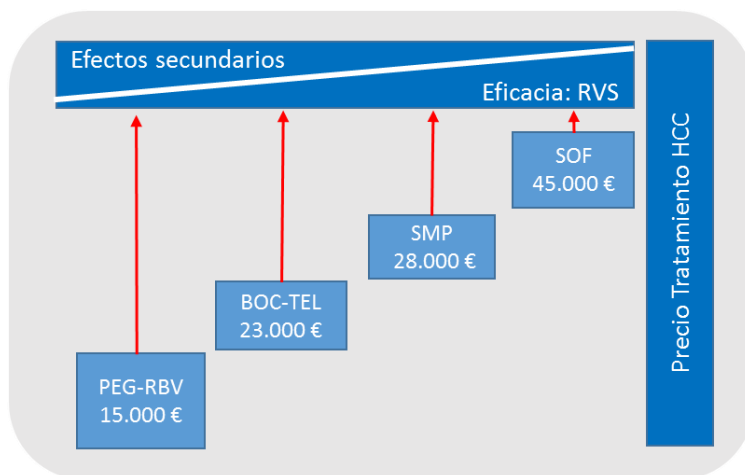 Efectos secundarios
Eficacia: RVS
SOF
45.000 €
SMP
28.000 €
BOC-TEL
23.000 €
PEG-RBV
15.000 €
Precio Tratamiento HCC